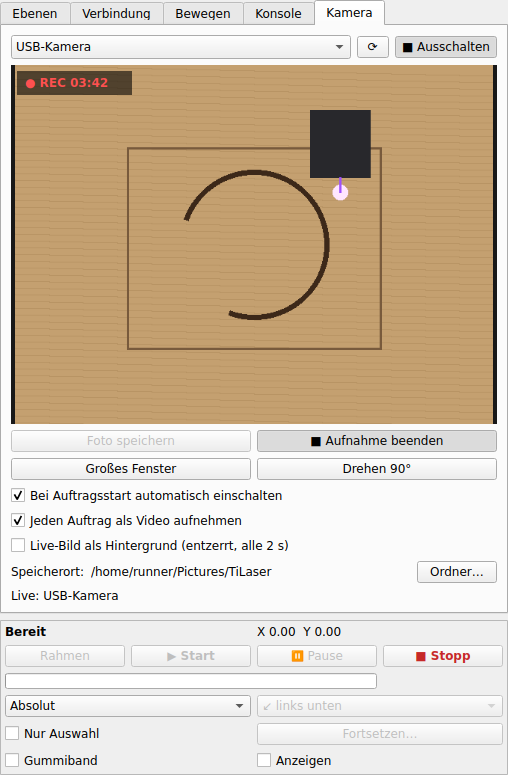 Ebenen Verbindung Bewegen Konsole Kamera
USB-Kamera ⟳ ■ Ausschalten
● REC 03:42
Foto speichern ■ Aufnahme beenden
Großes Fenster Drehen 90°
Bei Auftragsstart automatisch einschalten
Jeden Auftrag als Video aufnehmen
Live-Bild als Hintergrund (entzerrt, alle 2 s)
Speicherort: /home/runner/Pictures/TiLaser Ordner...
Live: USB-Kamera
Bereit X 0.00 Y 0.00
Rahmen ▶ Start ⏸ Pause ■ Stopp
Absolut ↙ links unten
Nur Auswahl Fortsetzen...
Gummiband Anzeigen